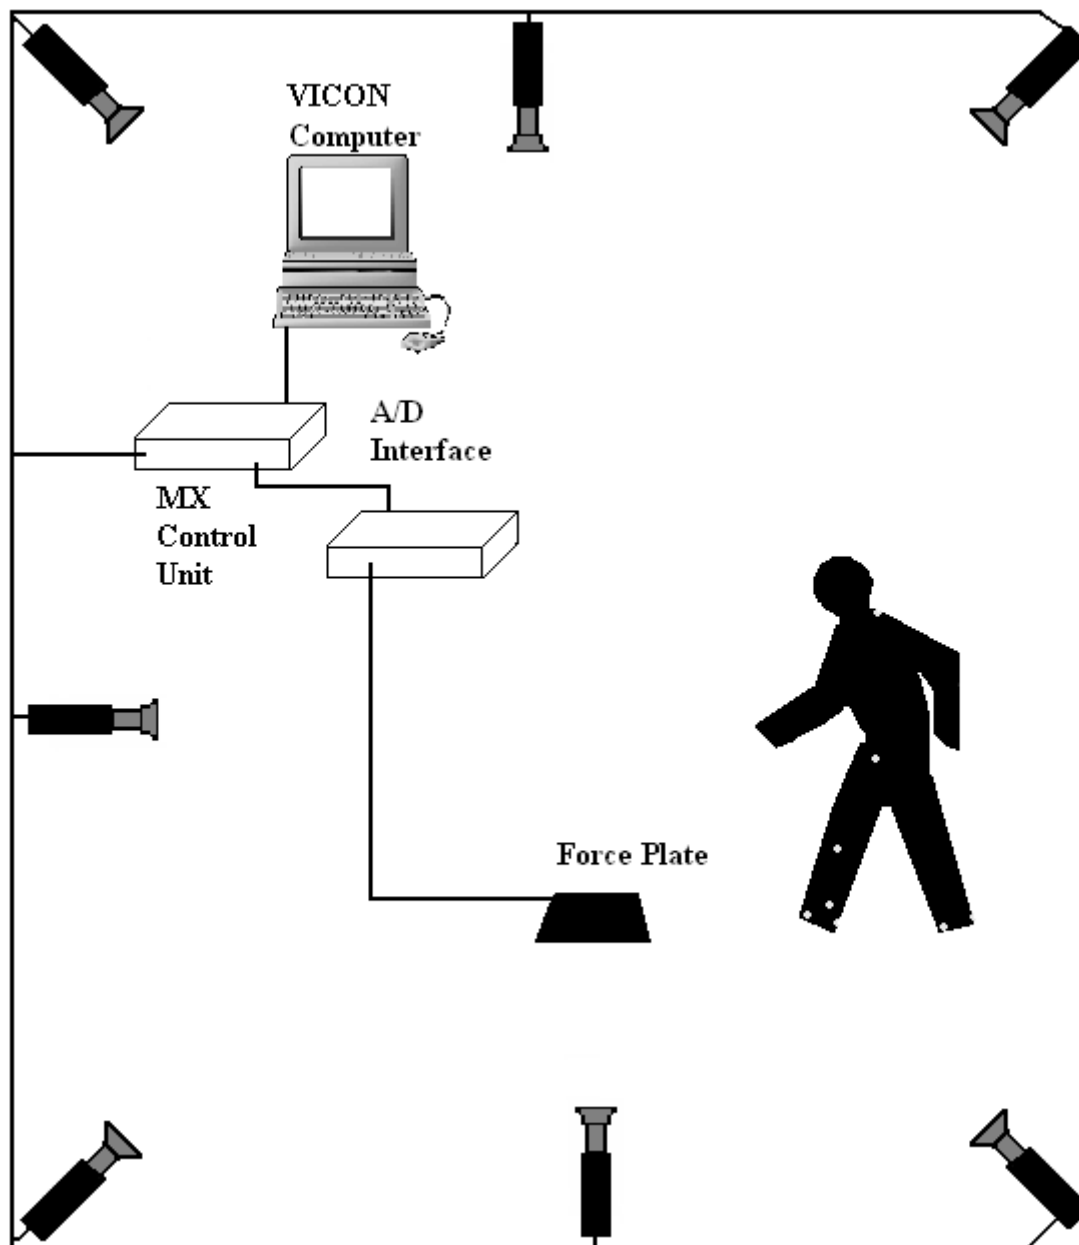 VICON
Computer
A/D
Interface
MX
Control
Unit
Force Plate